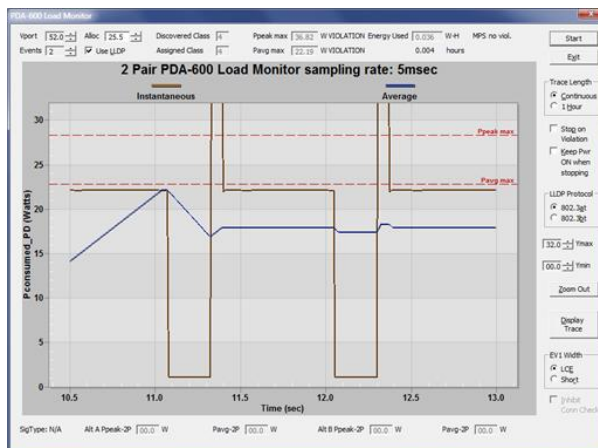 PDA-600 Load Monitor
Vport 52.0 Alloc 25.5 Discovered Class 4 Ppeak max 36.82 W VIOLATION Energy Used 0.036 W-H MPS no viol.
Events 2 Use LLDP Assigned Class 4 Pavg max 22.19 W VIOLATION 0.004 hours
Start
Exit
2 Pair PDA-600 Load Monitor sampling rate: 5msec
Instantaneous Average
Pconsumed_PD (Watts)
30
25
20
15
10
5
0
Ppeak max
Pavg max
10.5 11.0 11.5 12.0 12.5 13.0
Time (sec)
Trace Length
Continuous
1 Hour
Stop on
Violation
Keep Pwr
ON when
stopping
LLDP Protocol
802.3at
802.3bt
32.0 Ymax
00.0 Ymin
Zoom Out
Display
Trace
EV1 Width
LCE
Short
Inhibit
Conn Check
SigType: N/A Alt A Ppeak-2P 00.0 W Pavg-2P 00.0 W Alt B Ppeak-2P 00.0 W Pavg-2P 00.0 W